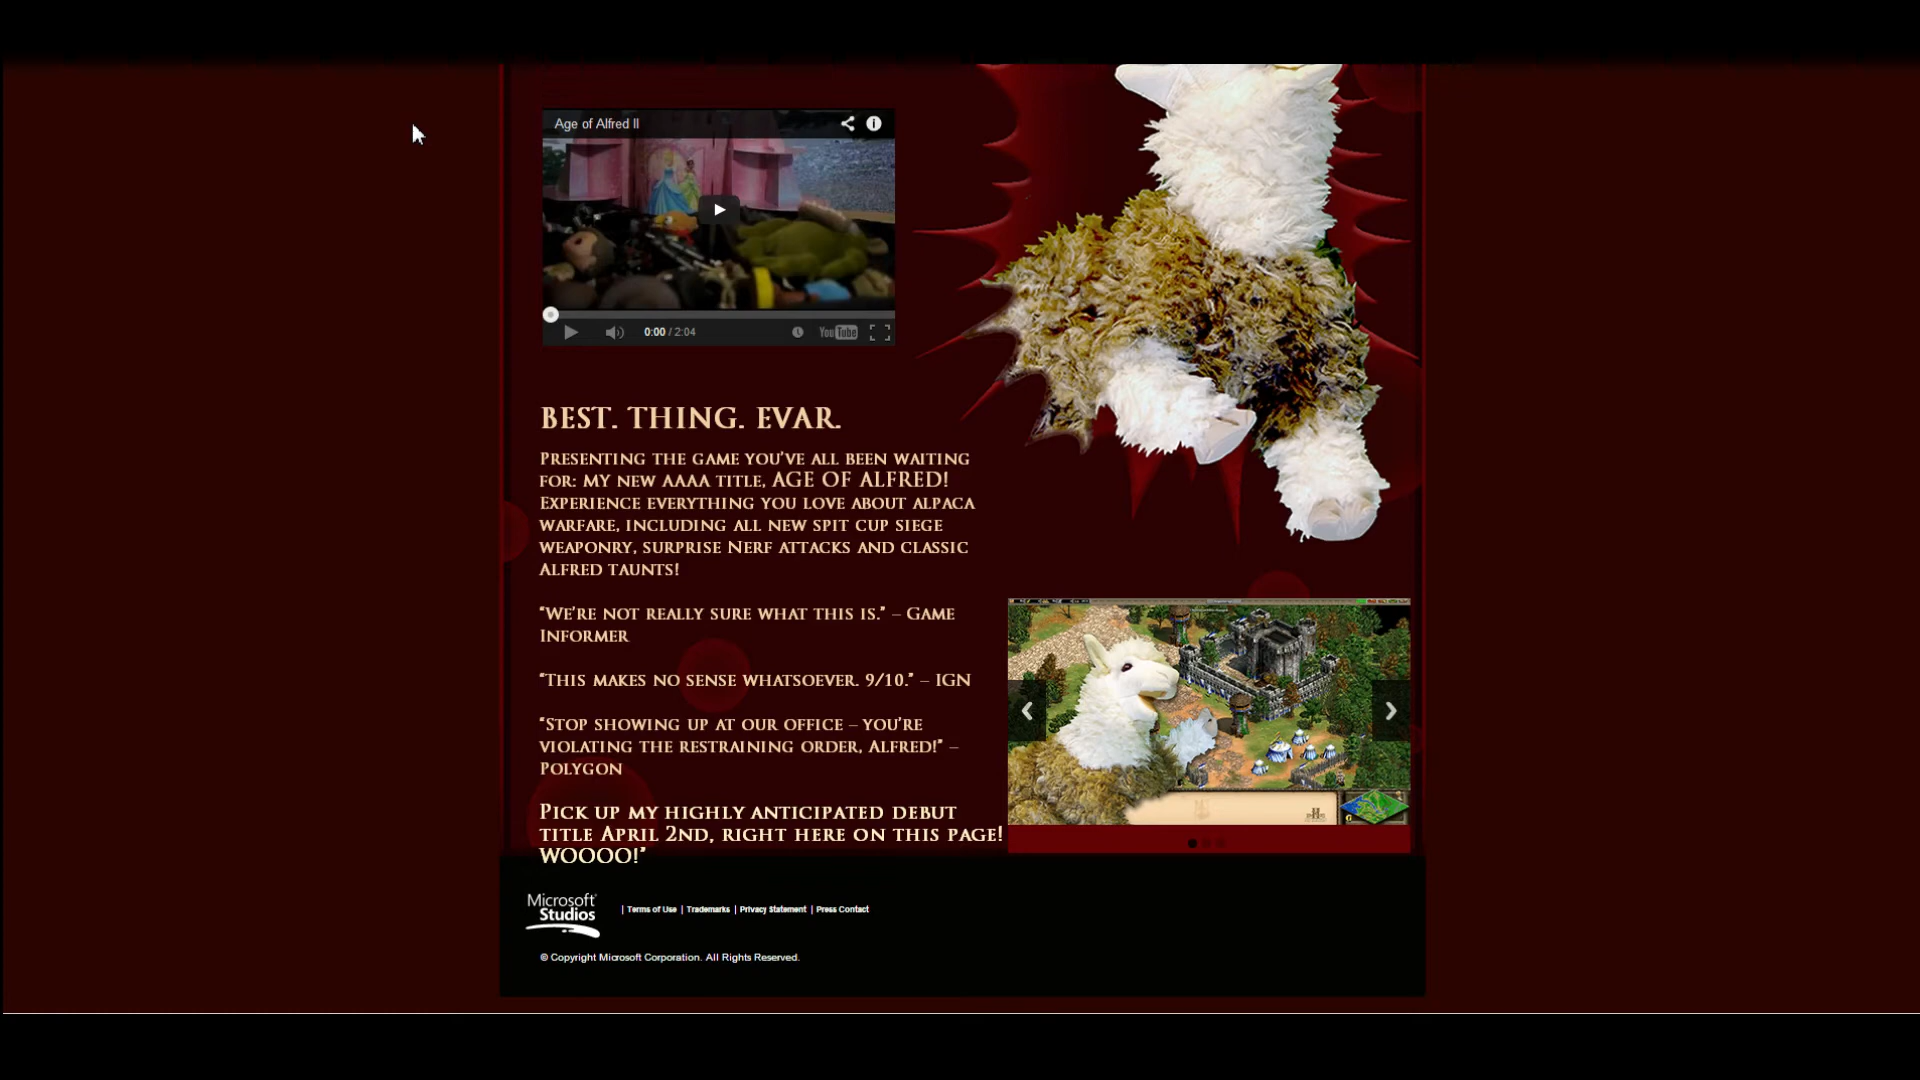 Age of Alfred II
0:00 / 2:04
YouTube
BEST. THING. EVAR.
PRESENTING THE GAME YOU'VE ALL BEEN WAITING
FOR: MY NEW AAAA TITLE, AGE OF ALFRED!
EXPERIENCE EVERYTHING YOU LOVE ABOUT ALPACA
WARFARE, INCLUDING ALL NEW SPIT CUP SIEGE
WEAPONRY, SURPRISE NERF ATTACKS AND CLASSIC
ALFRED TAUNTS!
"WE'RE NOT REALLY SURE WHAT THIS IS." – GAME
INFORMER
"THIS MAKES NO SENSE WHATSOEVER. 9/10." – IGN
"STOP SHOWING UP AT OUR OFFICE – YOU'RE
VIOLATING THE RESTRAINING ORDER, ALFRED!" –
POLYGON
PICK UP MY HIGHLY ANTICIPATED DEBUT
TITLE APRIL 2ND, RIGHT HERE ON THIS PAGE!
WOOOO!"
Microsoft
Studios
| Terms of Use | Trademarks | Privacy Statement | Press Contact
© Copyright Microsoft Corporation. All Rights Reserved.